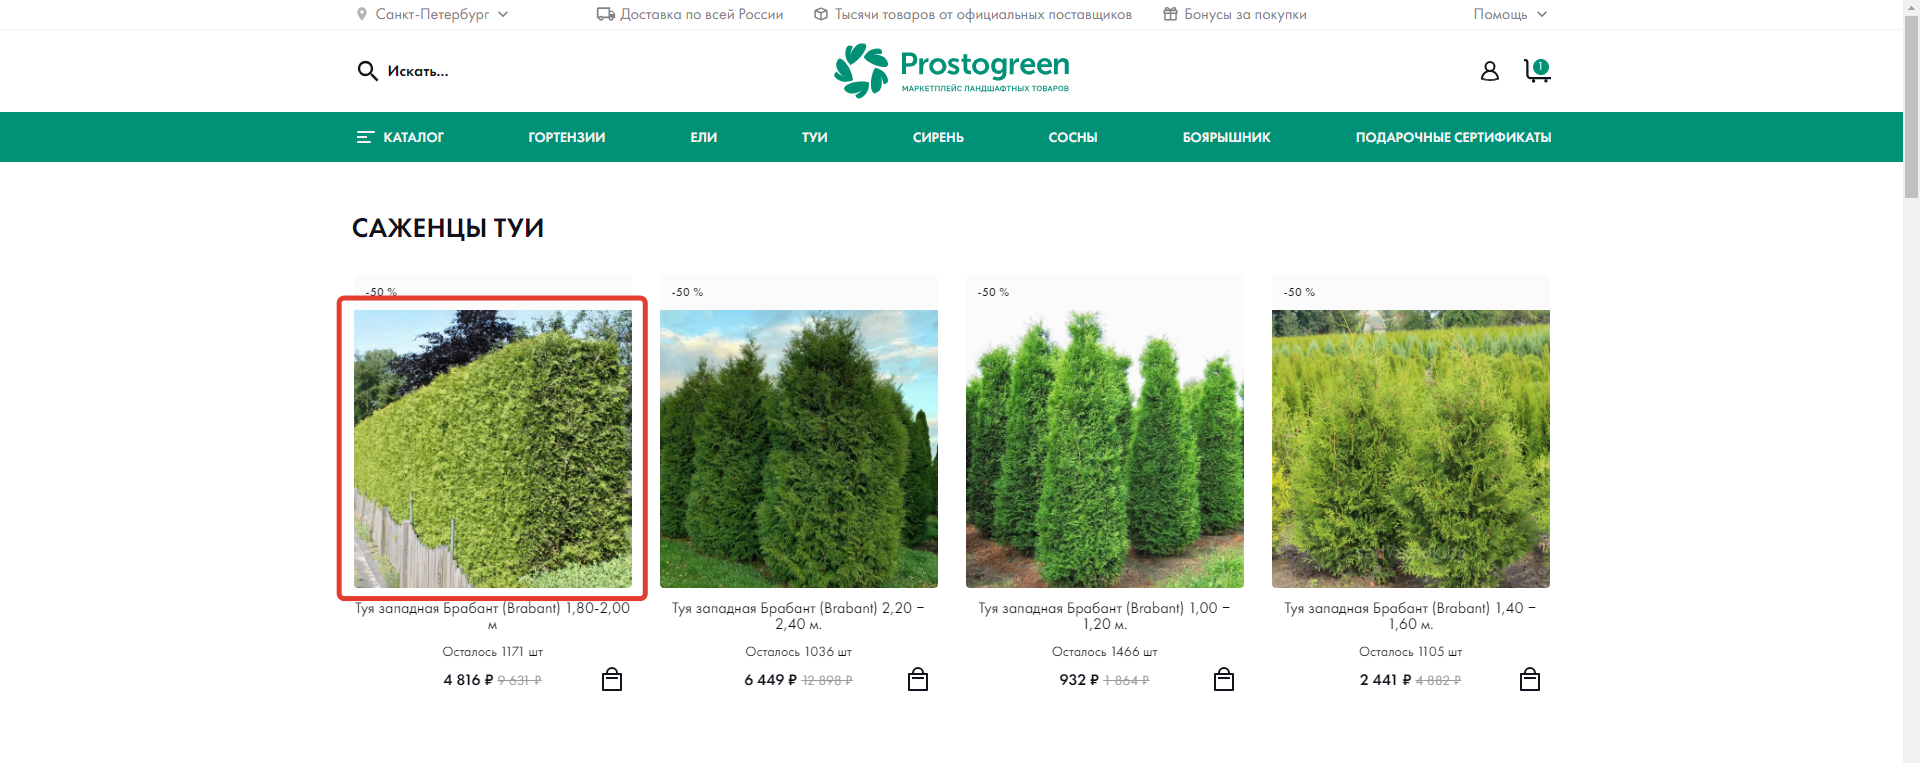 Санкт-Петербург
Доставка по всей России
Тысячи товаров от официальных поставщиков
Бонусы за покупки
Помощь
Искать...
Prostogreen
МАРКЕТПЛЕЙС ЛАНДШАФТНЫХ ТОВАРОВ
1
КАТАЛОГ
ГОРТЕНЗИИ
ЕЛИ
ТУИ
СИРЕНЬ
СОСНЫ
БОЯРЫШНИК
ПОДАРОЧНЫЕ СЕРТИФИКАТЫ
САЖЕНЦЫ ТУИ
-50 %
Туя западная Брабант (Brabant) 1,80-2,00
м
Осталось 1171 шт
4 816 ₽ 9 631 ₽
-50 %
Туя западная Брабант (Brabant) 2,20 –
2,40 м.
Осталось 1036 шт
6 449 ₽ 12 898 ₽
-50 %
Туя западная Брабант (Brabant) 1,00 –
1,20 м.
Осталось 1466 шт
932 ₽ 1 864 ₽
-50 %
Туя западная Брабант (Brabant) 1,40 –
1,60 м.
Осталось 1105 шт
2 441 ₽ 4 882 ₽